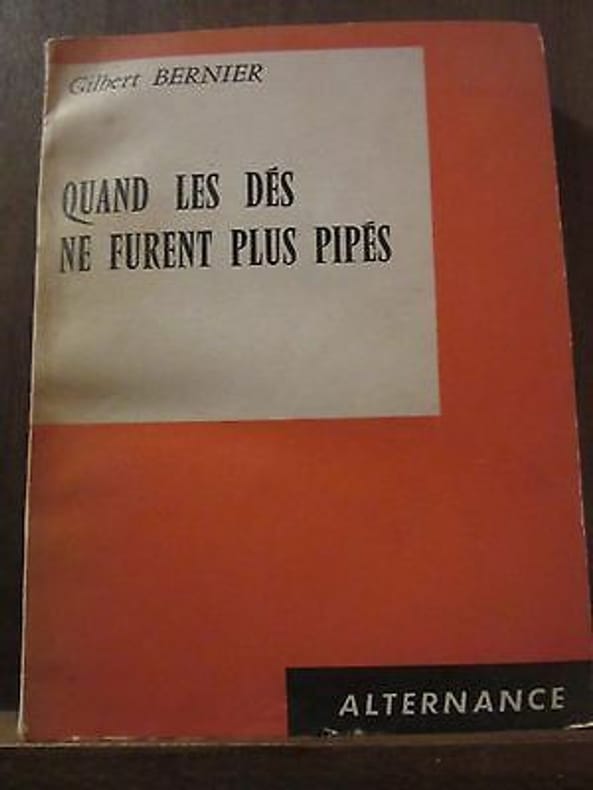 Gilbert BERNIER
QUAND LES DÉS
NE FURENT PLUS PIPÉS
ALTERNANCE